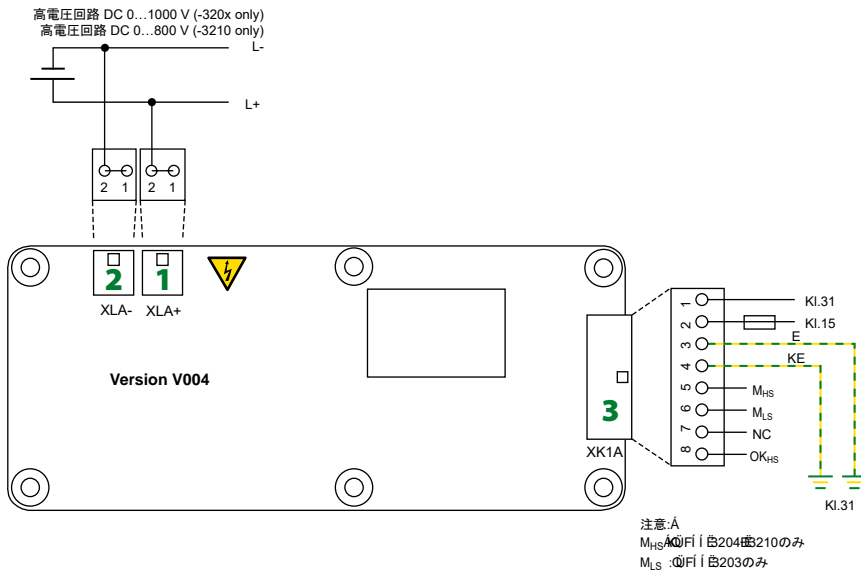 高電圧回路 DC 0…1000 V (-320x only)
高電圧回路 DC 0…800 V (-3210 only)
L-
L+
2 1
2 1
2
1
XLA-
XLA+
Version V004
3
XK1A
1
2
3
4
5
6
7
8
Kl.31
Kl.15
E
KE
MHS
MLS
NC
OKHS
Kl.31
注意:Á
MHS 3210のみ
MLS : 3203のみ